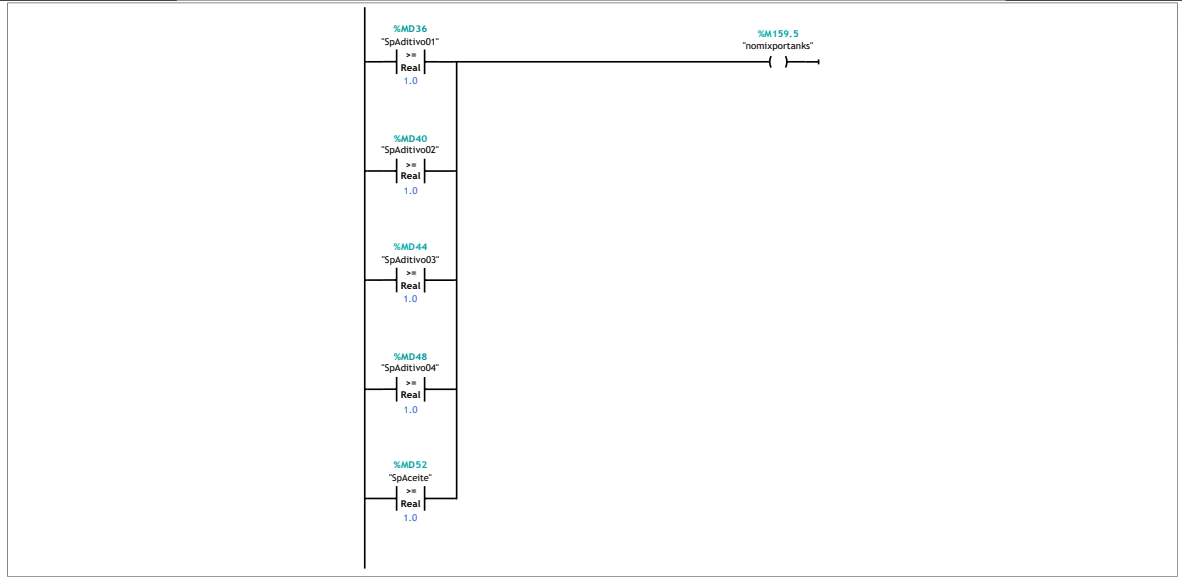 %MD36
"SpAditivo01"
>=
Real
1.0
%M159.5
"nomixportanks"
%MD40
"SpAditivo02"
>=
Real
1.0
%MD44
"SpAditivo03"
>=
Real
1.0
%MD48
"SpAditivo04"
>=
Real
1.0
%MD52
"SpAceite"
>=
Real
1.0